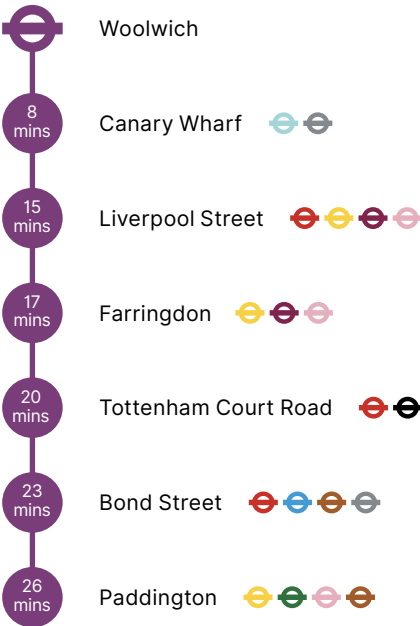 Woolwich
8
mins
Canary Wharf
15
mins
Liverpool Street
17
mins
Farringdon
20
mins
Tottenham Court Road
23
mins
Bond Street
26
mins
Paddington